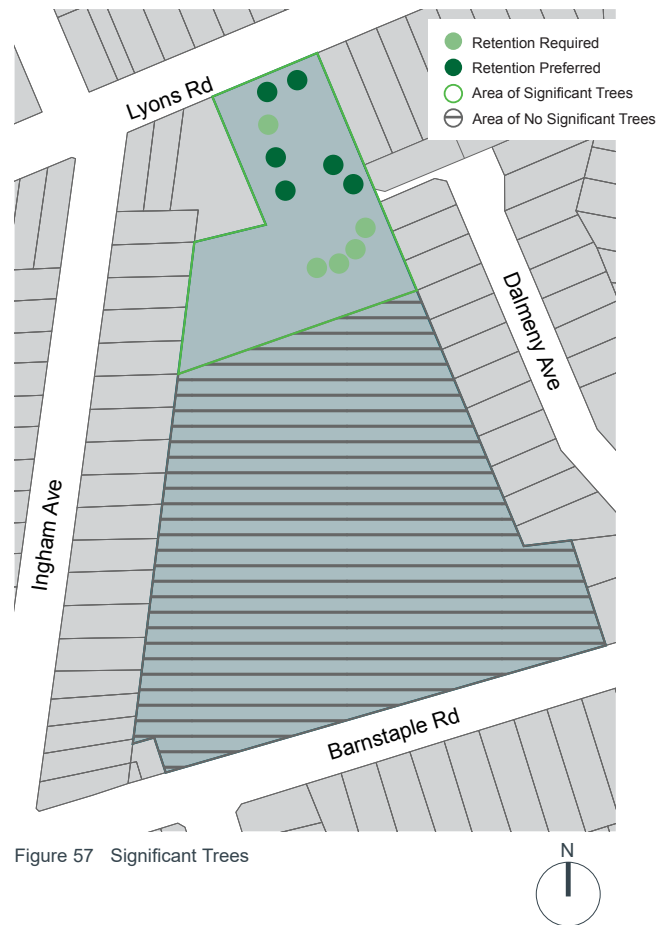 Retention Required
Retention Preferred
Area of Significant Trees
Area of No Significant Trees
Lyons Rd
Dalmeny Ave
Ingham Ave
Barnstaple Rd
Figure 57 Significant Trees
N